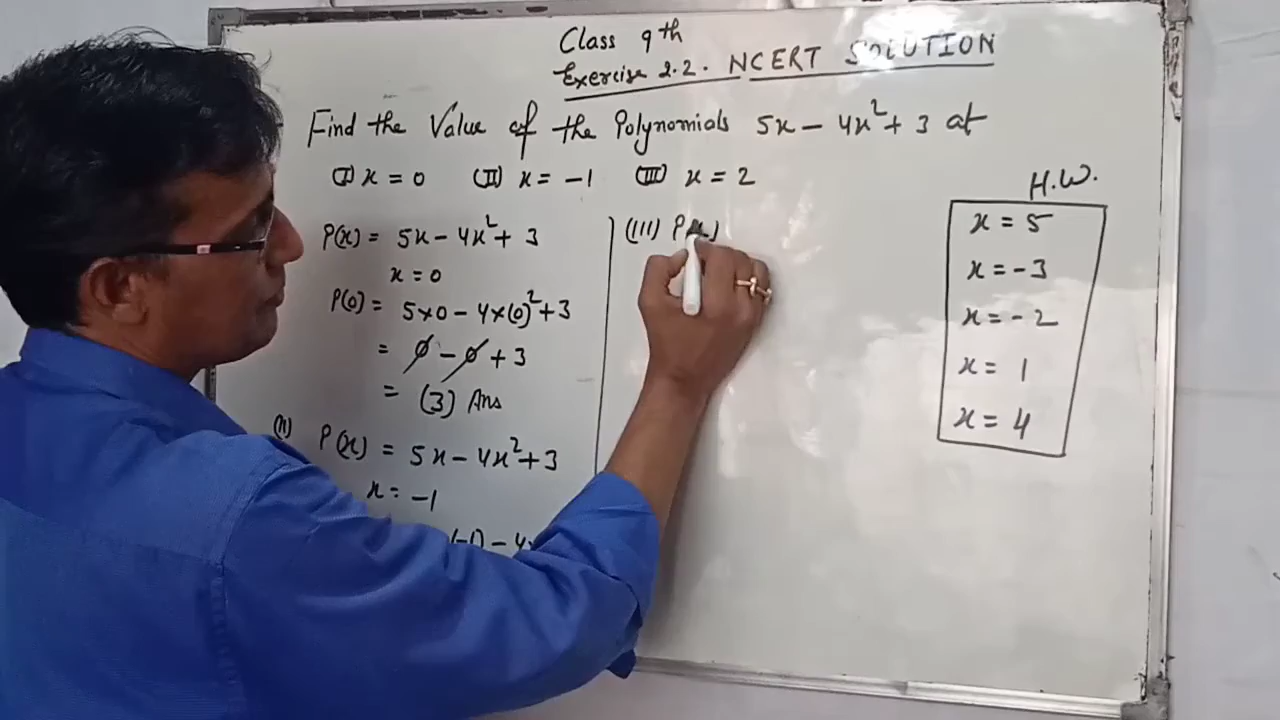 Class 9th
Exercise 2.2. NCERT SOLUTION
Find the Value of the Polynomials 5x - 4x² + 3 at
(I) x = 0 (II) x = -1 (III) x = 2
P(x) = 5x - 4x² + 3
x = 0
P(0) = 5×0 - 4×(0)² + 3
= 0 - 0 + 3
= (3) Ans
(II) P(x) = 5x - 4x² + 3
x = -1
(-1) - 4
(III) P(x)
H.W.
x = 5
x = -3
x = -2
x = 1
x = 4